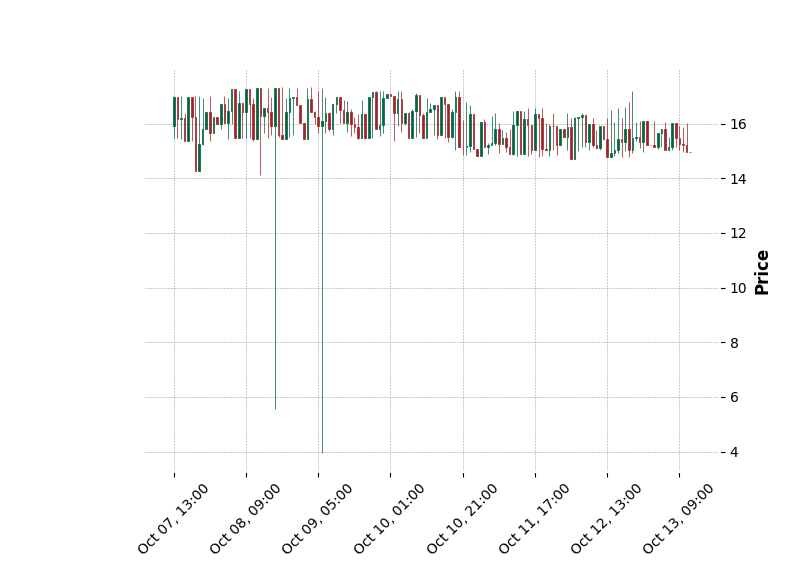 16
14
12
10
8
6
4
Price
Oct 07, 13:00
Oct 08, 09:00
Oct 09, 05:00
Oct 10, 01:00
Oct 10, 21:00
Oct 11, 17:00
Oct 12, 13:00
Oct 13, 09:00